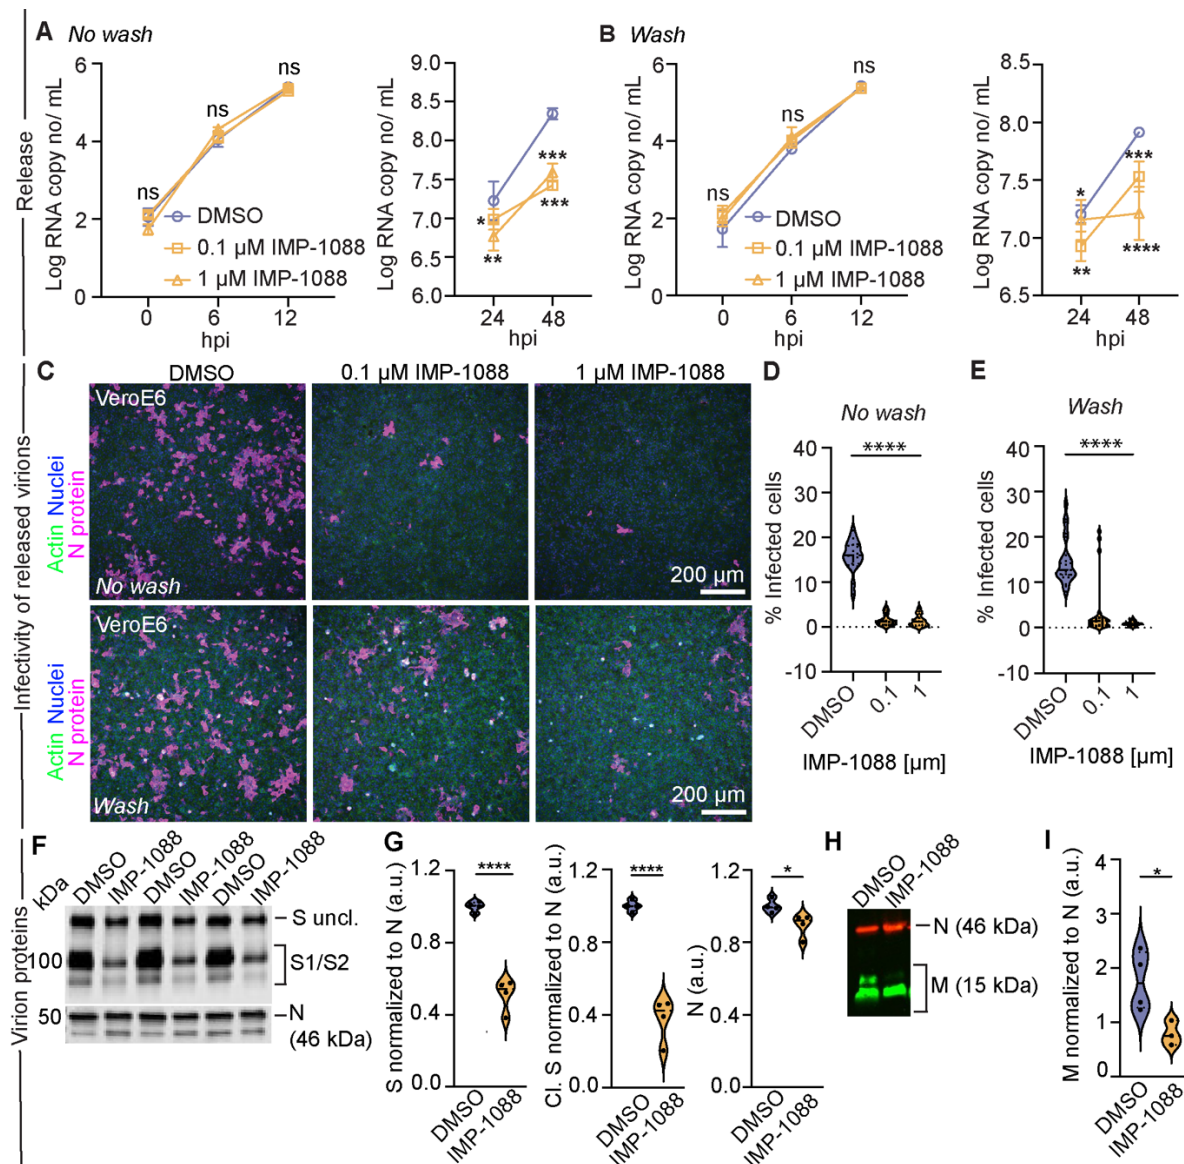 Release
Infectivity of released virions
Virion proteins
A No wash
Log RNA copy no/ mL
6
4
2
0
ns
ns
ns
DMSO
0.1 µM IMP-1088
1 µM IMP-1088
0 6 12
hpi
Log RNA copy no/ mL
9.0
8.5
8.0
7.5
7.0
6.5
6.0
*
**
***
***
24 48
hpi
B Wash
Log RNA copy no/ mL
6
4
2
0
ns
ns
ns
DMSO
0.1 µM IMP-1088
1 µM IMP-1088
0 6 12
hpi
Log RNA copy no/ mL
8.5
8.0
7.5
7.0
6.5
*
**
***
****
24 48
hpi
C
DMSO 0.1 µM IMP-1088 1 µM IMP-1088
Actin Nuclei
N protein
VeroE6
No wash
200 µm
Actin Nuclei
N protein
VeroE6
Wash
200 µm
D
No wash
****
% Infected cells
40
30
20
10
0
-10
DMSO 0.1 1
IMP-1088 [µm]
E
Wash
****
% Infected cells
40
30
20
10
0
-10
DMSO 0.1 1
IMP-1088 [µm]
F
kDa
DMSO IMP-1088 DMSO IMP-1088 DMSO IMP-1088
100
50
S uncl.
S1/S2
N
(46 kDa)
G
S normalized to N (a.u.)
1.2
0.8
0.4
0.0
****
DMSO IMP-1088
Cl. S normalized to N (a.u.)
1.2
0.8
0.4
0.0
****
DMSO IMP-1088
N (a.u.)
1.2
0.8
0.4
0.0
*
DMSO IMP-1088
H
DMSO IMP-1088
N (46 kDa)
M (15 kDa)
I
M normalized to N (a.u.)
4
3
2
1
0
*
DMSO IMP-1088